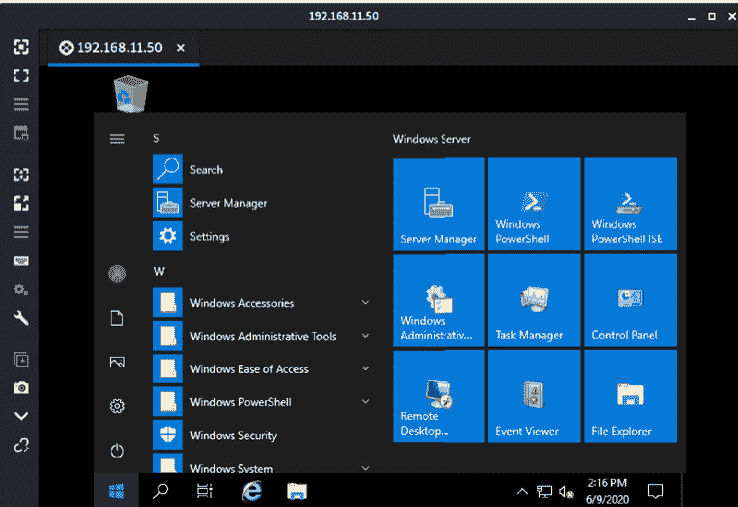 192.168.11.50
192.168.11.50
S
Search
Server Manager
Settings
W
Windows Accessories
Windows Administrative Tools
Windows Ease of Access
Windows PowerShell
Windows Security
Windows System
Windows Server
Server Manager
Windows
PowerShell
Windows
PowerShell ISE
Windows
Administrativ...
Task Manager
Control Panel
Remote
Desktop...
Event Viewer
File Explorer
2:16 PM
6/9/2020